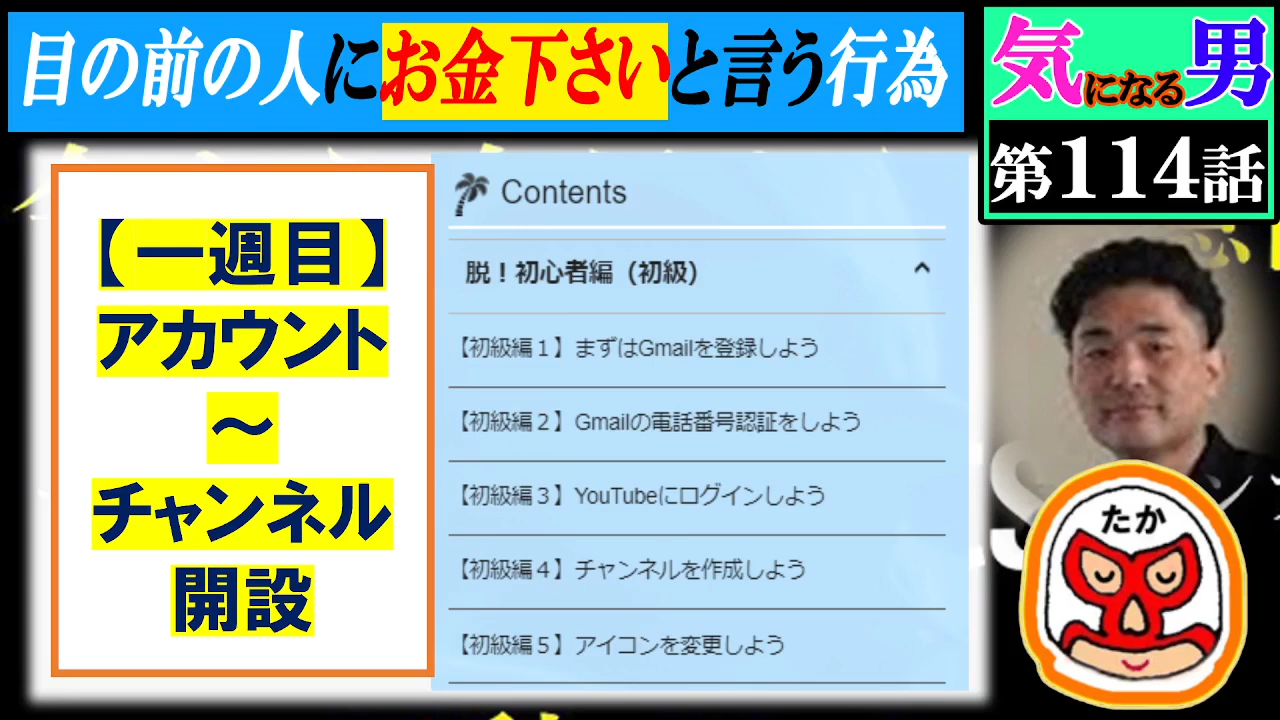 目の前の人にお金下さいと言う行為
気になる男
第114話
【一週目】
アカウント
～
チャンネル
開設
Contents
脱！初心者編（初級）
【初級編１】まずはGmailを登録しよう
【初級編２】Gmailの電話番号認証をしよう
【初級編３】YouTubeにログインしよう
【初級編４】チャンネルを作成しよう
【初級編５】アイコンを変更しよう
たか